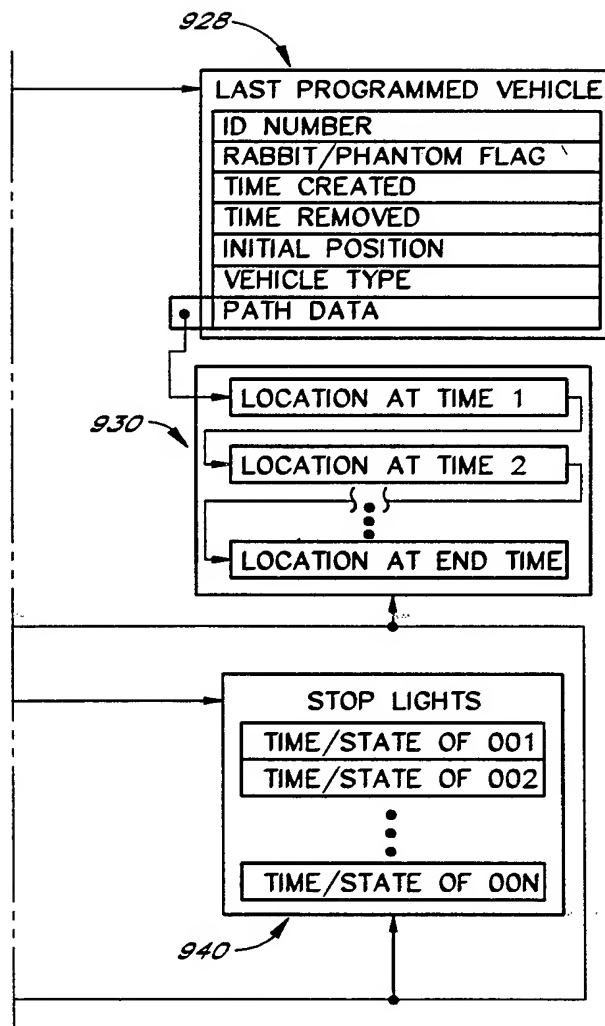 928
LAST PROGRAMMED VEHICLE
ID NUMBER
RABBIT/PHANTOM FLAG
TIME CREATED
TIME REMOVED
INITIAL POSITION
VEHICLE TYPE
PATH DATA
930
LOCATION AT TIME 1
LOCATION AT TIME 2
LOCATION AT END TIME
STOP LIGHTS
TIME/STATE OF 001
TIME/STATE OF 002
TIME/STATE OF 00N
940